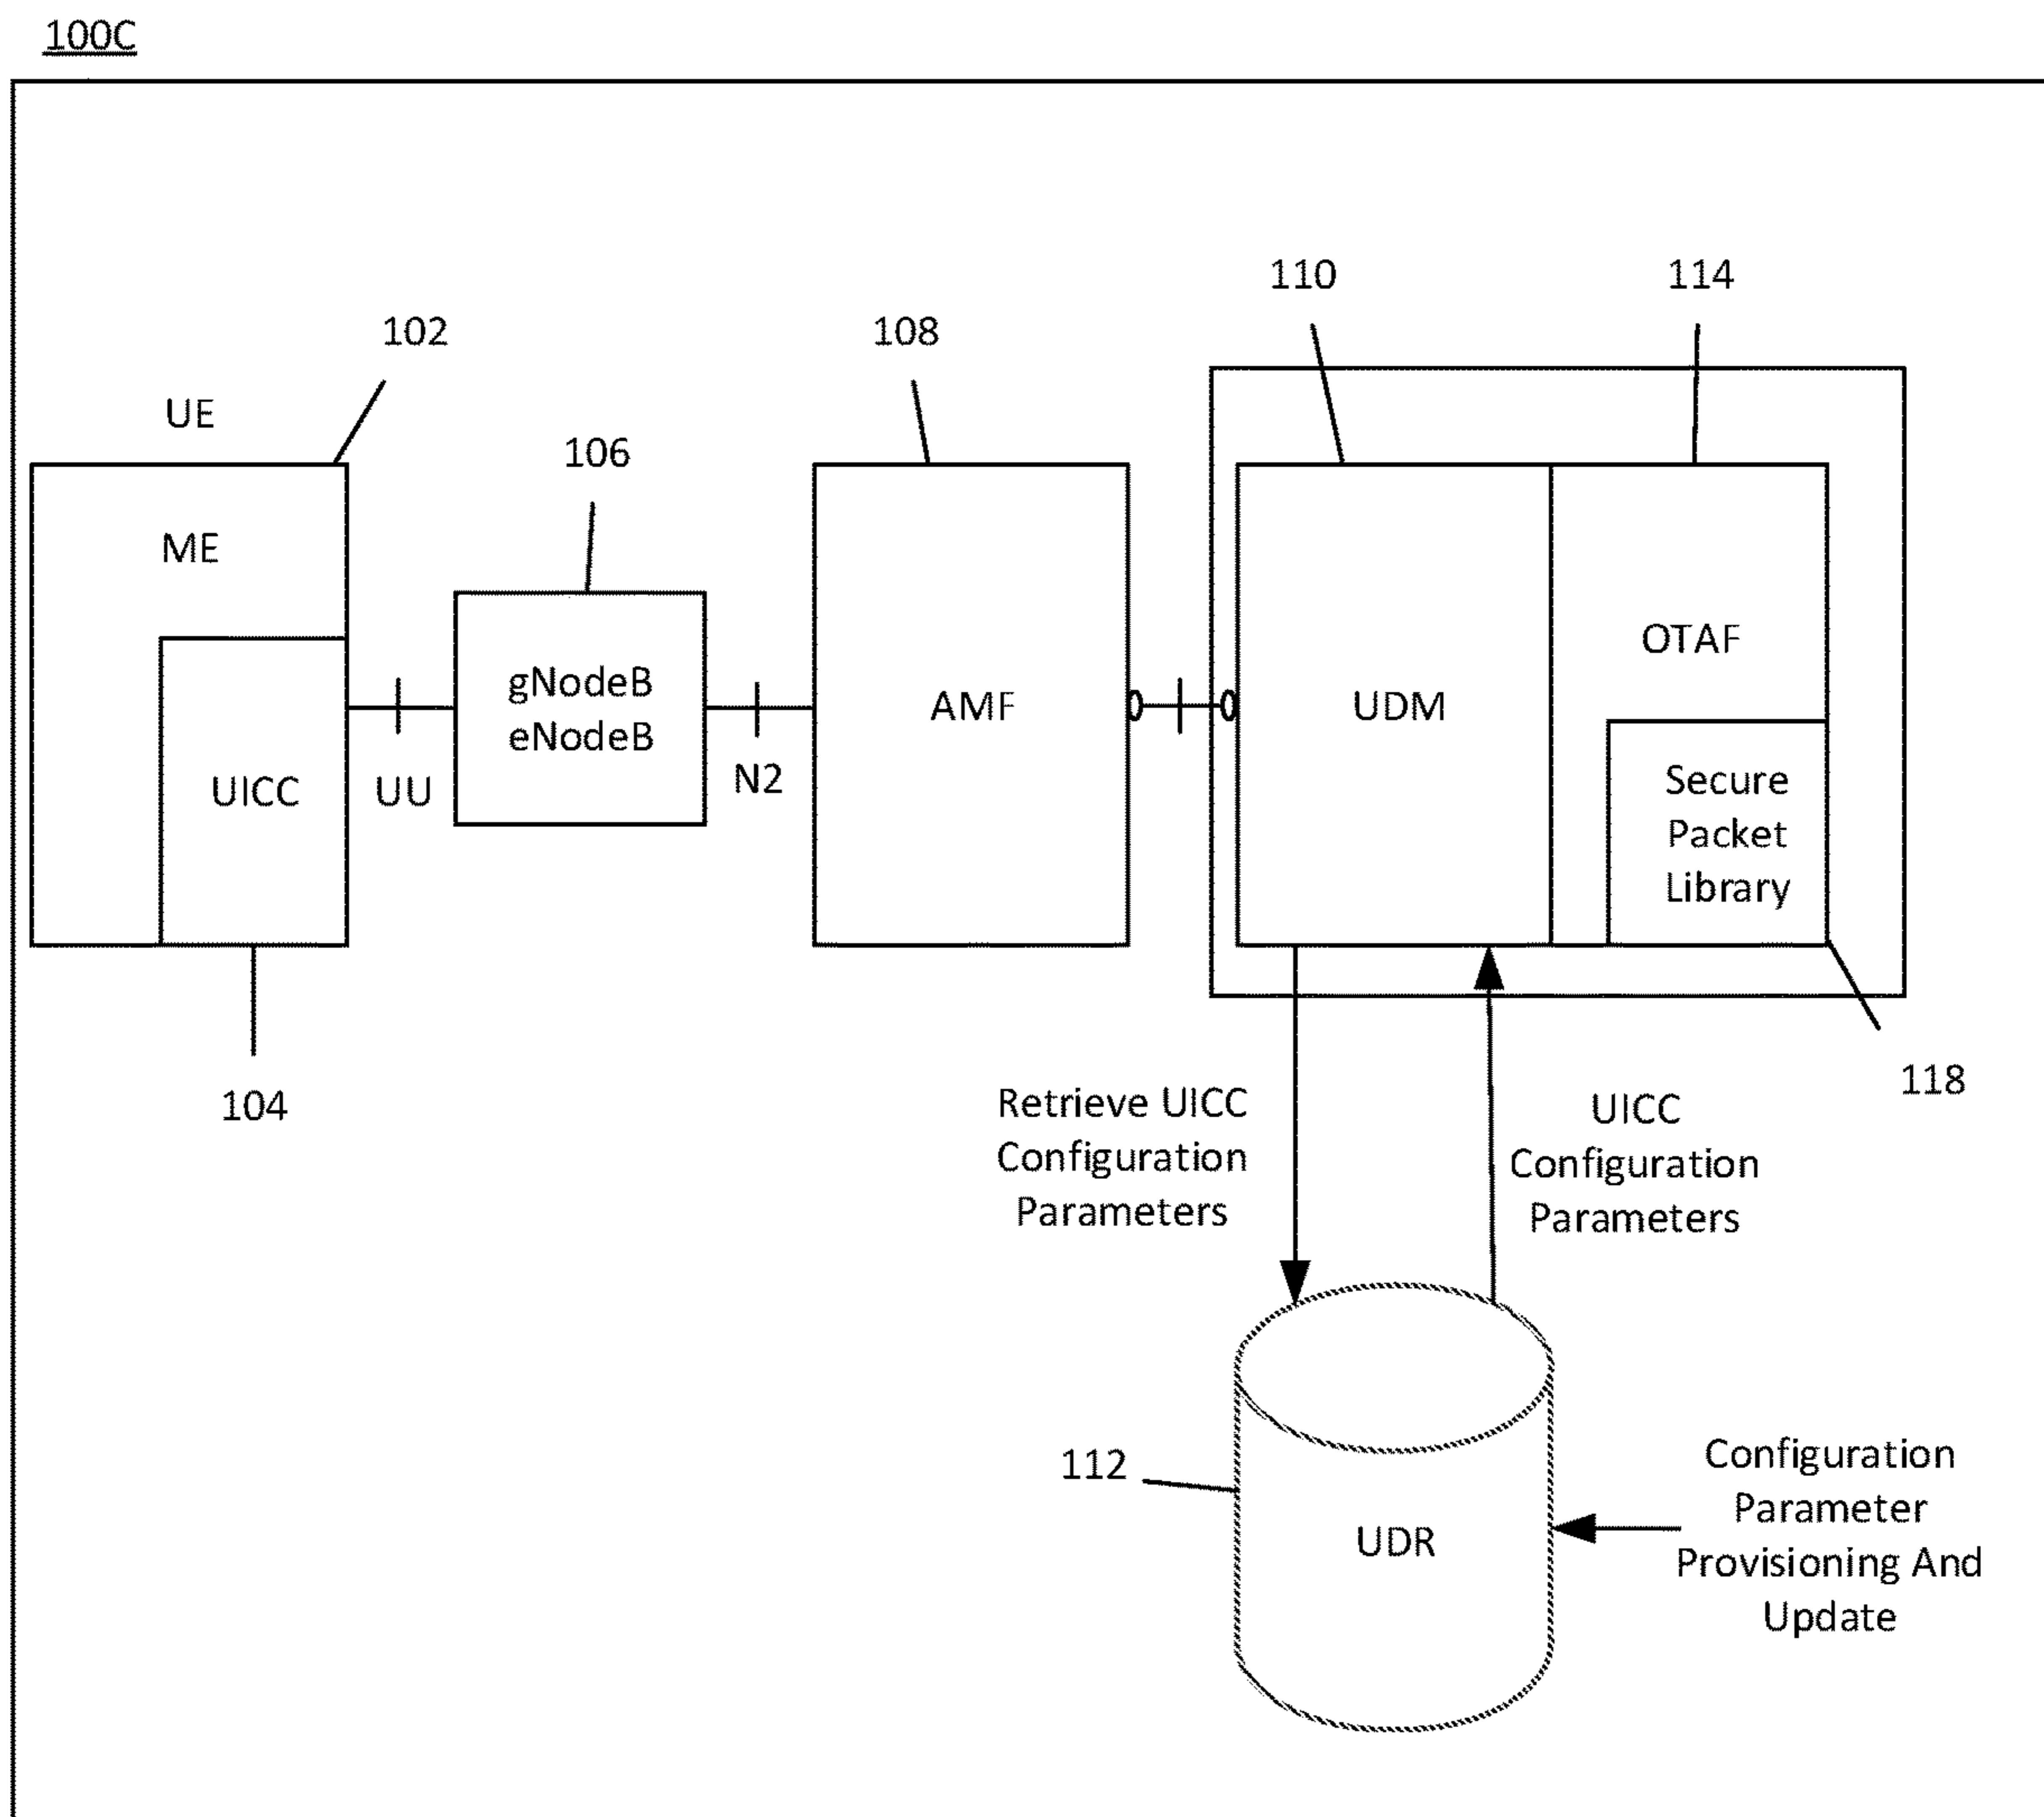 100C
110
114
102
108
UE
106
ME
OTAF
gNodeB
eNodeB
AMF
UDM
UICC
UU
N2
Secure
Packet
Library
104
118
Retrieve UICC
Configuration
Parameters
UICC
Configuration
Parameters
112
UDR
Configuration
Parameter
Provisioning And
Update